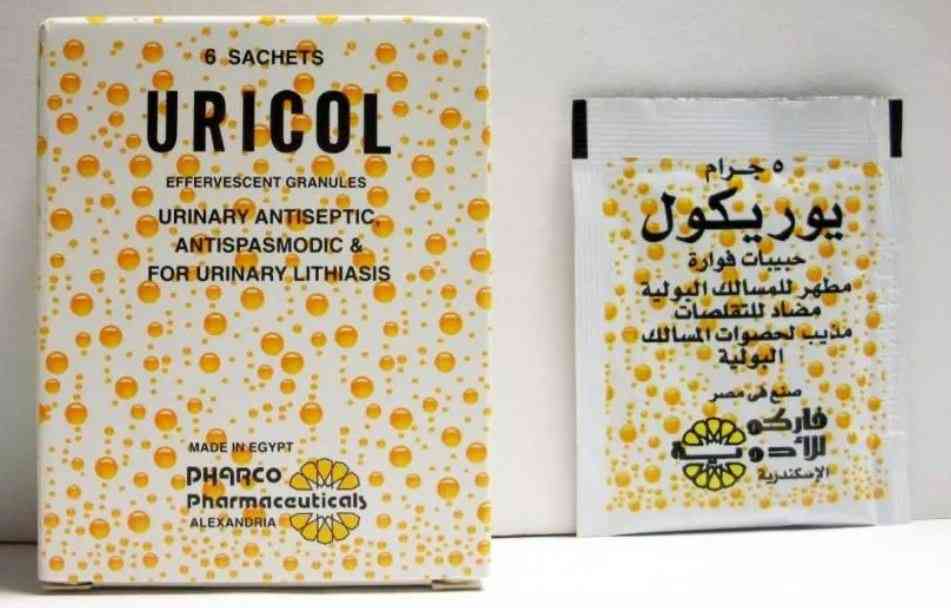 6 SACHETS
URICOL
EFFERVESCENT GRANULES
URINARY ANTISEPTIC,
ANTISPASMODIC &
FOR URINARY LITHIASIS
MADE IN EGYPT
PHARCO
Pharmaceuticals
ALEXANDRIA
٥ جرام
يوريكول
حبيبات فوارة
مطهر للمسالك البولية
مضاد للتقلصات
مذيب لحصوات المسالك
البولية
صنع فى مصر
فاركو
للأدوية
الإسكندرية